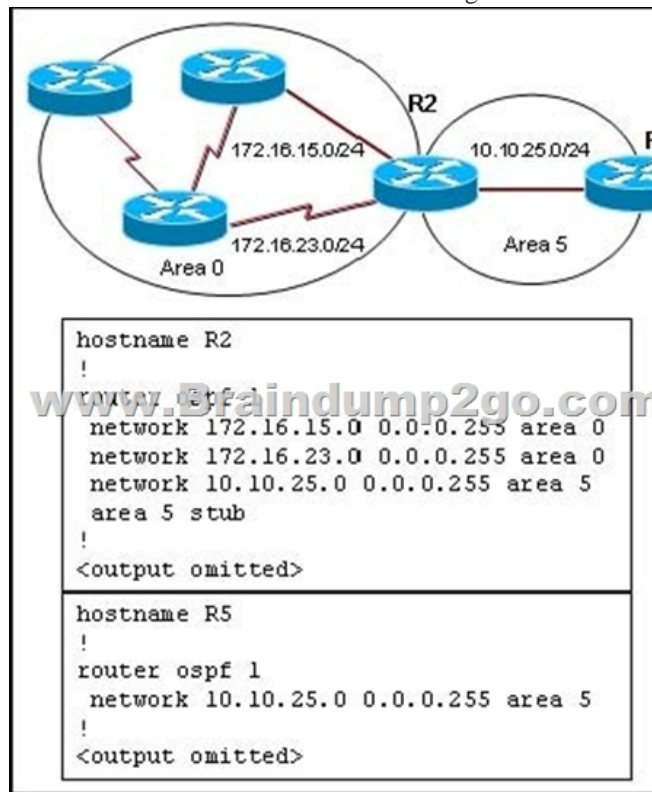 R2
172.16.15.0/24
10.10.25.0/24
172.16.23.0/24
Area 0
Area 5
hostname R2
!
router ospf 1
www.Braindump2go.com
network 172.16.15.0 0.0.0.255 area 0
network 172.16.23.0 0.0.0.255 area 0
network 10.10.25.0 0.0.0.255 area 5
area 5 stub
!
<output omitted>
hostname R5
!
router ospf 1
network 10.10.25.0 0.0.0.255 area 5
!
<output omitted>